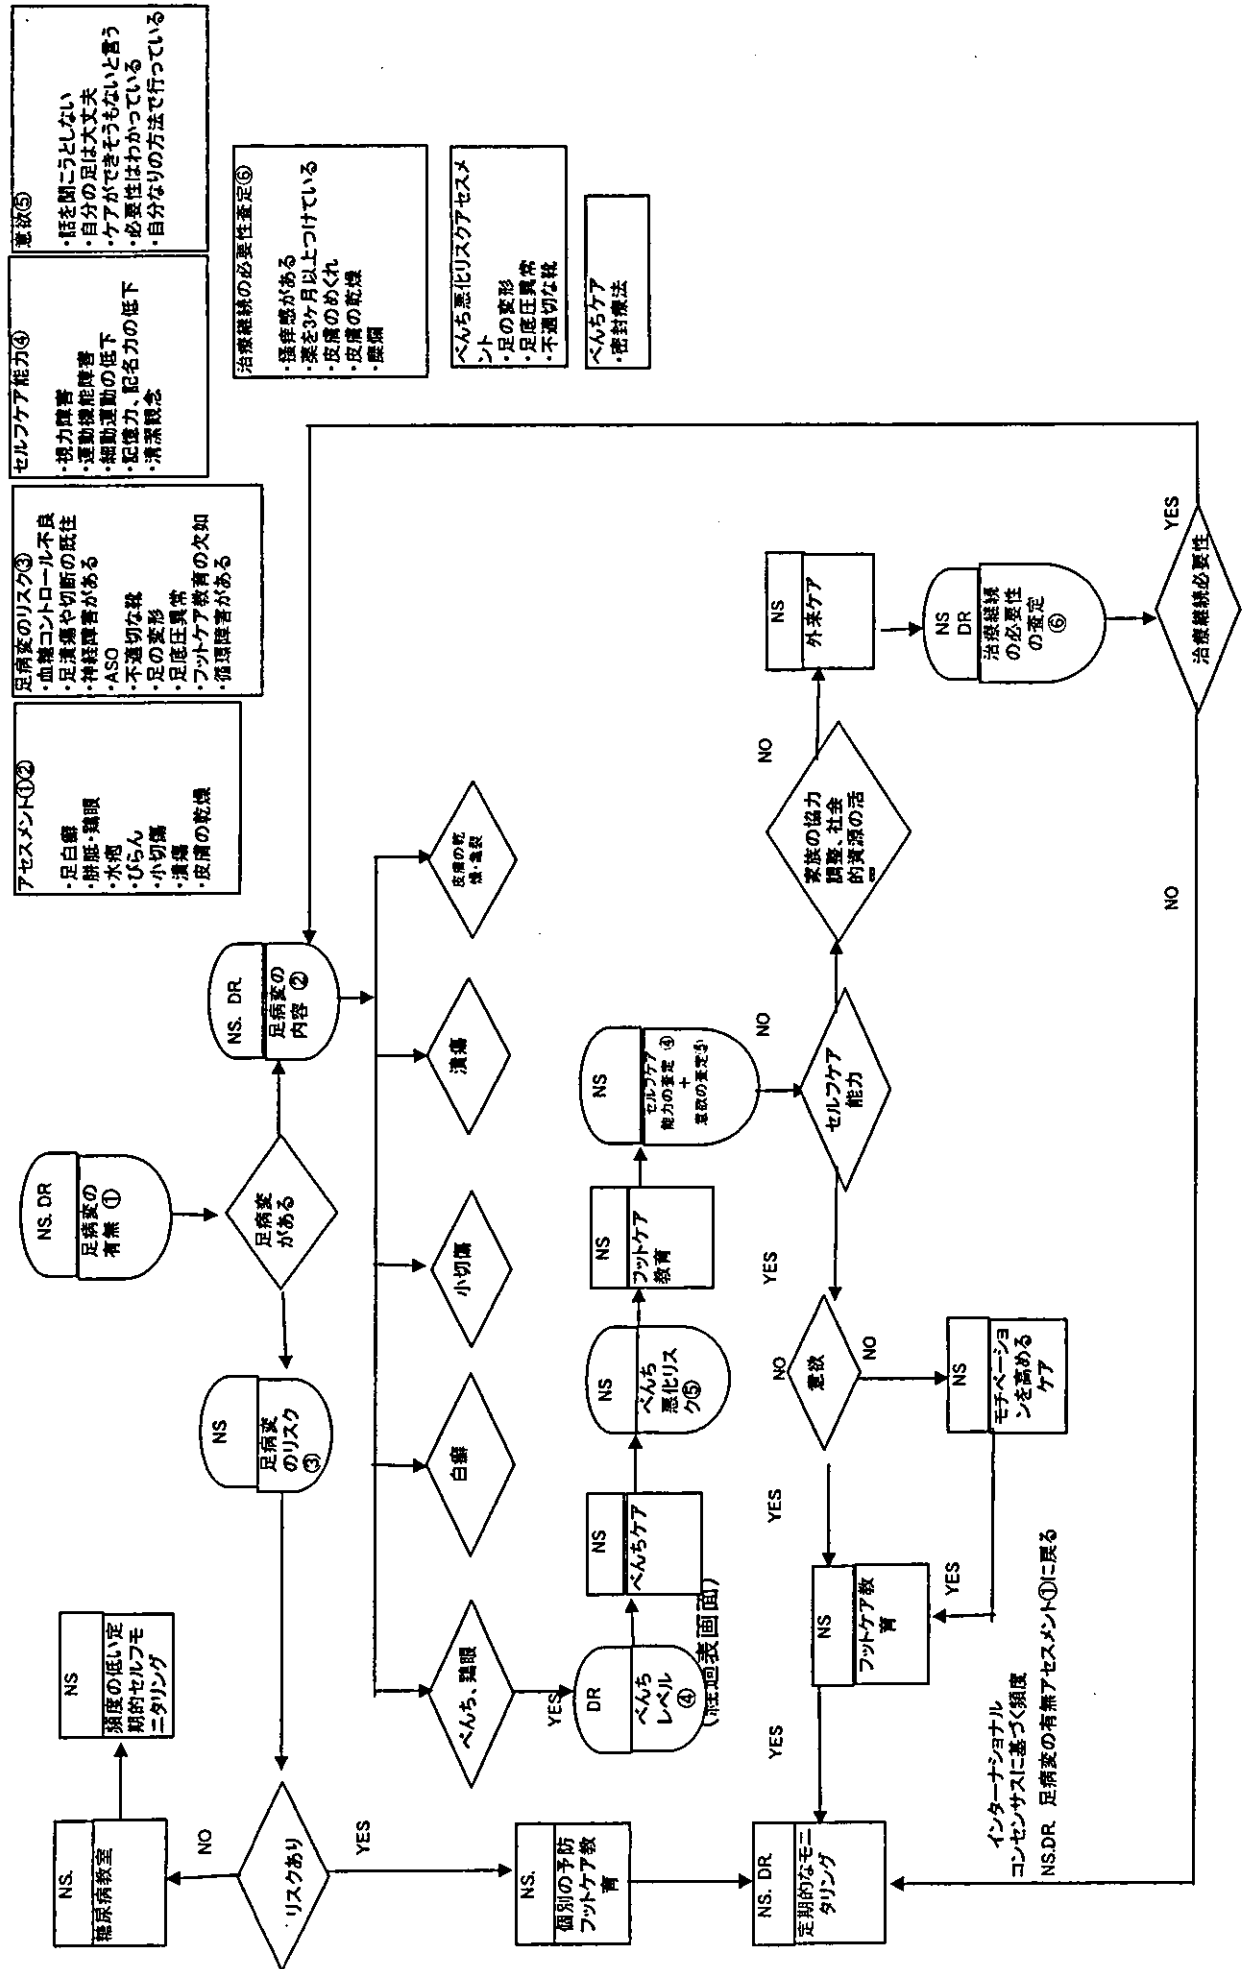 NS.
糖尿病教室
NS
頻度の低い定
期的セルフモ
ニタリング
NO
リスクあり
YES
NS.
個別の予防
フットケア教
育
NS. DR.
定期的なモニ
タリング
NS
足病変
のリスク
③
NS. DR
足病変の
有無 ①
足病変
がある
NS. DR.
足病変の
内容 ②
べんち、鶏眼
白癬
小切傷
潰瘍
皮膚の乾
燥・亀裂
YES
DR
べんち
レベル
④
(経過表画面)
NS
べんちケア
NS
べんち
悪化リス
ク⑤
NS
フットケア
教育
NS
セルフケア
能力の査定 ④
+
意欲の査定⑤
NO
セルフケア
能力
YES
NO
意欲
NO
NS
モチベーショ
ンを高める
ケア
YES
NS
フットケア教
育
YES
YES
家族の協力
調整、社会
的資源の活
NO
NS
外来ケア
NS
DR
治療継続
の必要性
の査定
⑥
治療継続必要性
YES
NO
インターナショナル
コンセンサスに基づく頻度
NS.DR 足病変の有無アセスメント①に戻る
アセスメント①②
・足白癬
・胼胝・鶏眼
・水疱
・びらん
・小切傷
・潰瘍
・皮膚の乾燥
足病変のリスク③
・血糖コントロール不良
・足潰瘍や切断の既往
・神経障害がある
・ASO
・不適切な靴
・足の変形
・足底圧異常
・フットケア教育の欠如
・循環障害がある
セルフケア能力④
・視力障害
・運動機能障害
・細動運動の低下
・記憶力、記名力の低下
・清潔観念
意欲⑤
・話を聞こうとしない
・自分の足は大丈夫
・ケアができそうもないと言う
・必要性はわかっている
・自分なりの方法で行っている
治療継続の必要性査定⑥
・掻痒感がある
・薬を3ヶ月以上つけている
・皮膚のめくれ
・皮膚の乾燥
・糜爛
べんち悪化リスクアセスメ
ント
・足の変形
・足底圧異常
・不適切な靴
べんちケア
・密封療法